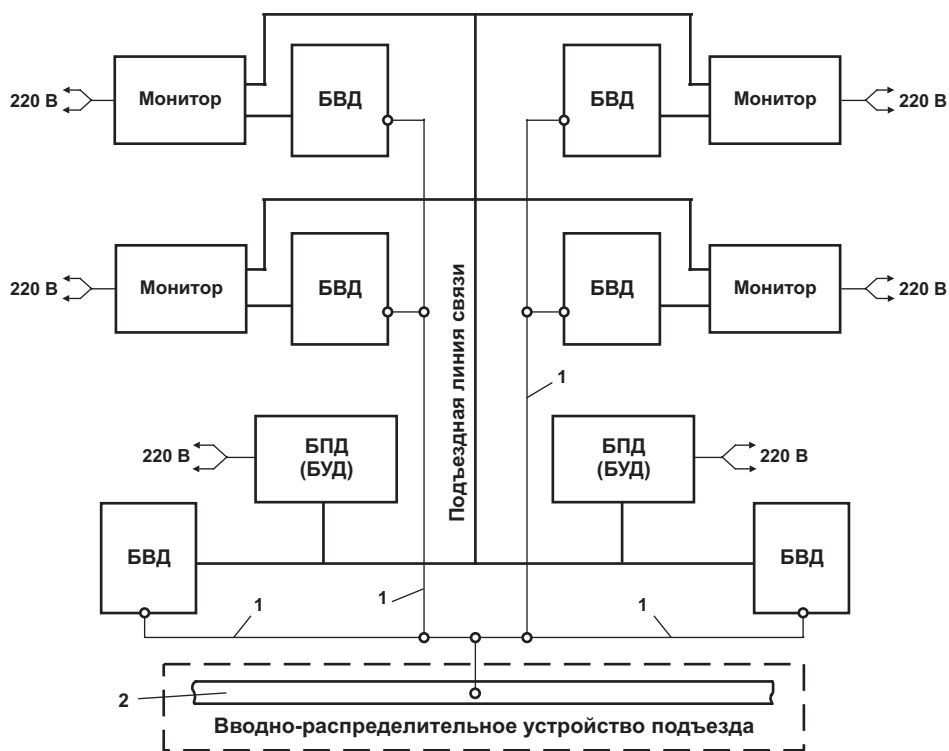 220 В
Монитор
БВД
БВД
Монитор
220 В
220 В
Монитор
БВД
БВД
Монитор
220 В
Подъездная линия связи
1
220 В
БПД
(БУД)
БПД
(БУД)
220 В
БВД
БВД
1
1
1
2
Вводно-распределительное устройство подъезда